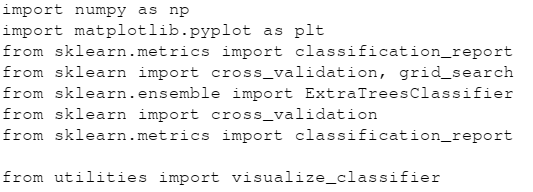 import numpy as np
import matplotlib.pyplot as plt
from sklearn.metrics import classification_report
from sklearn import cross_validation, grid_search
from sklearn.ensemble import ExtraTreesClassifier
from sklearn import cross_validation
from sklearn.metrics import classification_report

from utilities import visualize_classifier